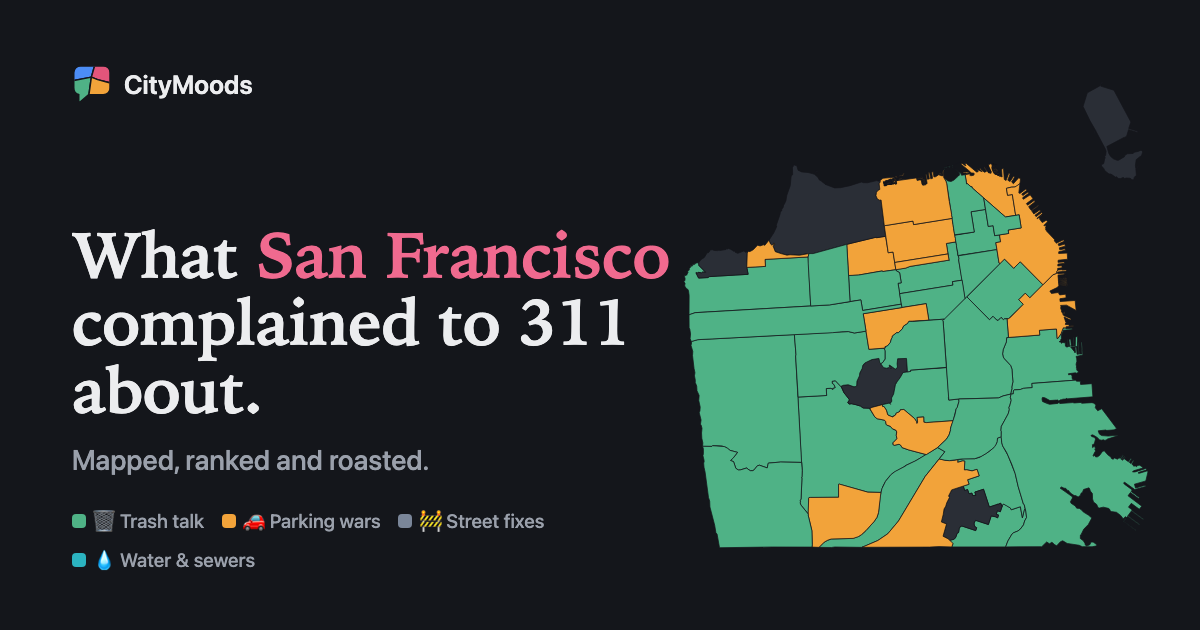 CityMoods
What San Francisco
complained to 311
about.
Mapped, ranked and roasted.
Trash talk Parking wars Street fixes
Water & sewers